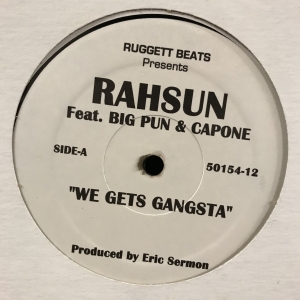 RUGGETT BEATS
Presents
RAHSUN
Feat. BIG PUN & CAPONE
SIDE-A
50154-12
"WE GETS GANGSTA"
Produced by Eric Sermon